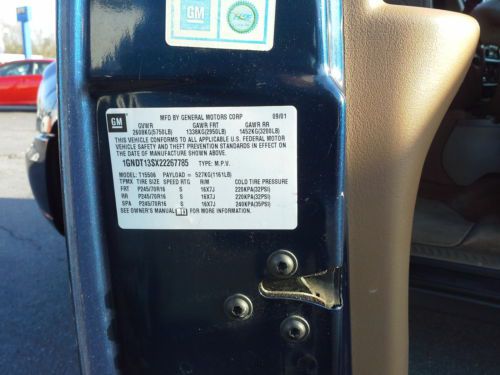 GM
GM MFD BY GENERAL MOTORS CORP 09/01
GVWR GAWR FRT GAWR RR
2608KG(5750LB) 1338KG(2950LB) 1452KG(3200LB)
THIS VEHICLE CONFORMS TO ALL APPLICABLE U.S. FEDERAL MOTOR
VEHICLE SAFETY AND THEFT PREVENTION STANDARDS IN EFFECT
ON THE DATE OF MANUFACTURE SHOWN ABOVE.
1GNDT13SX22267785 TYPE: M.P.V.
MODEL: T15506 PAYLOAD = 527KG(1161LB)
TPMX TIRE SIZE SPEED RTG RIM COLD TIRE PRESSURE
FRT P245/70R16 S 16X7J 220KPA(32PSI)
RR P245/70R16 S 16X7J 220KPA(32PSI)
SPA P245/70R16 S 16X7J 240KPA(35PSI)
SEE OWNER'S MANUAL FOR MORE INFORMATION.